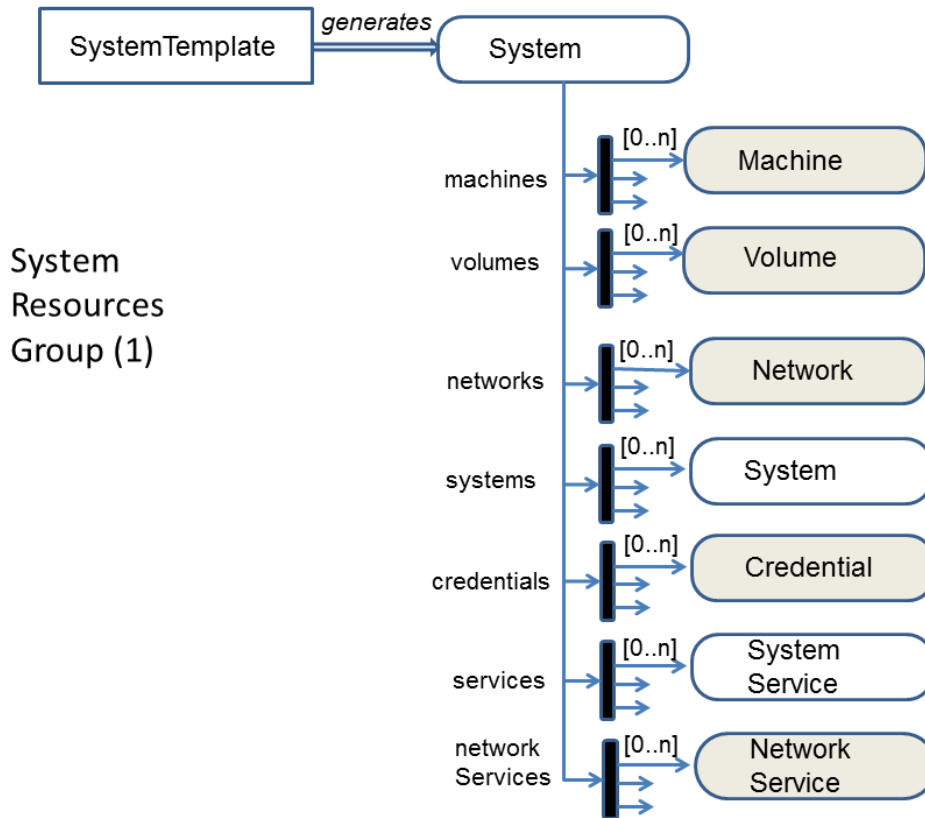 generates
SystemTemplate
System
[0..n]
Machine
machines
[0..n]
volumes
Volume
System
Resources
Group (1)
[0..n]
networks
Network
[0..n]
systems
System
[0..n]
credentials
Credential
[0..n]
services
System
Service
network
Services
[0..n]
Network
Service